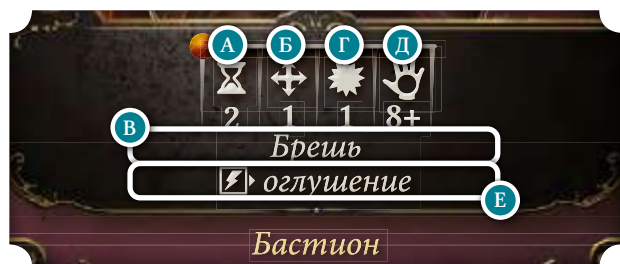 А Б Г Д
2 1 1 8+
В
Брешь
оглушение
Е
Бастион